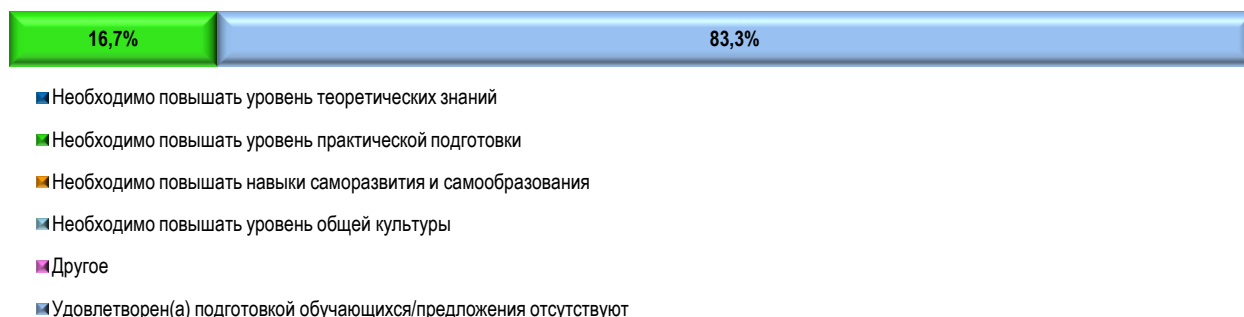 16,7% 83,3%
Необходимо повышать уровень теоретических знаний
Необходимо повышать уровень практической подготовки
Необходимо повышать навыки саморазвития и самообразования
Необходимо повышать уровень общей культуры
Другое
Удовлетворен(а) подготовкой обучающихся/предложения отсутствуют